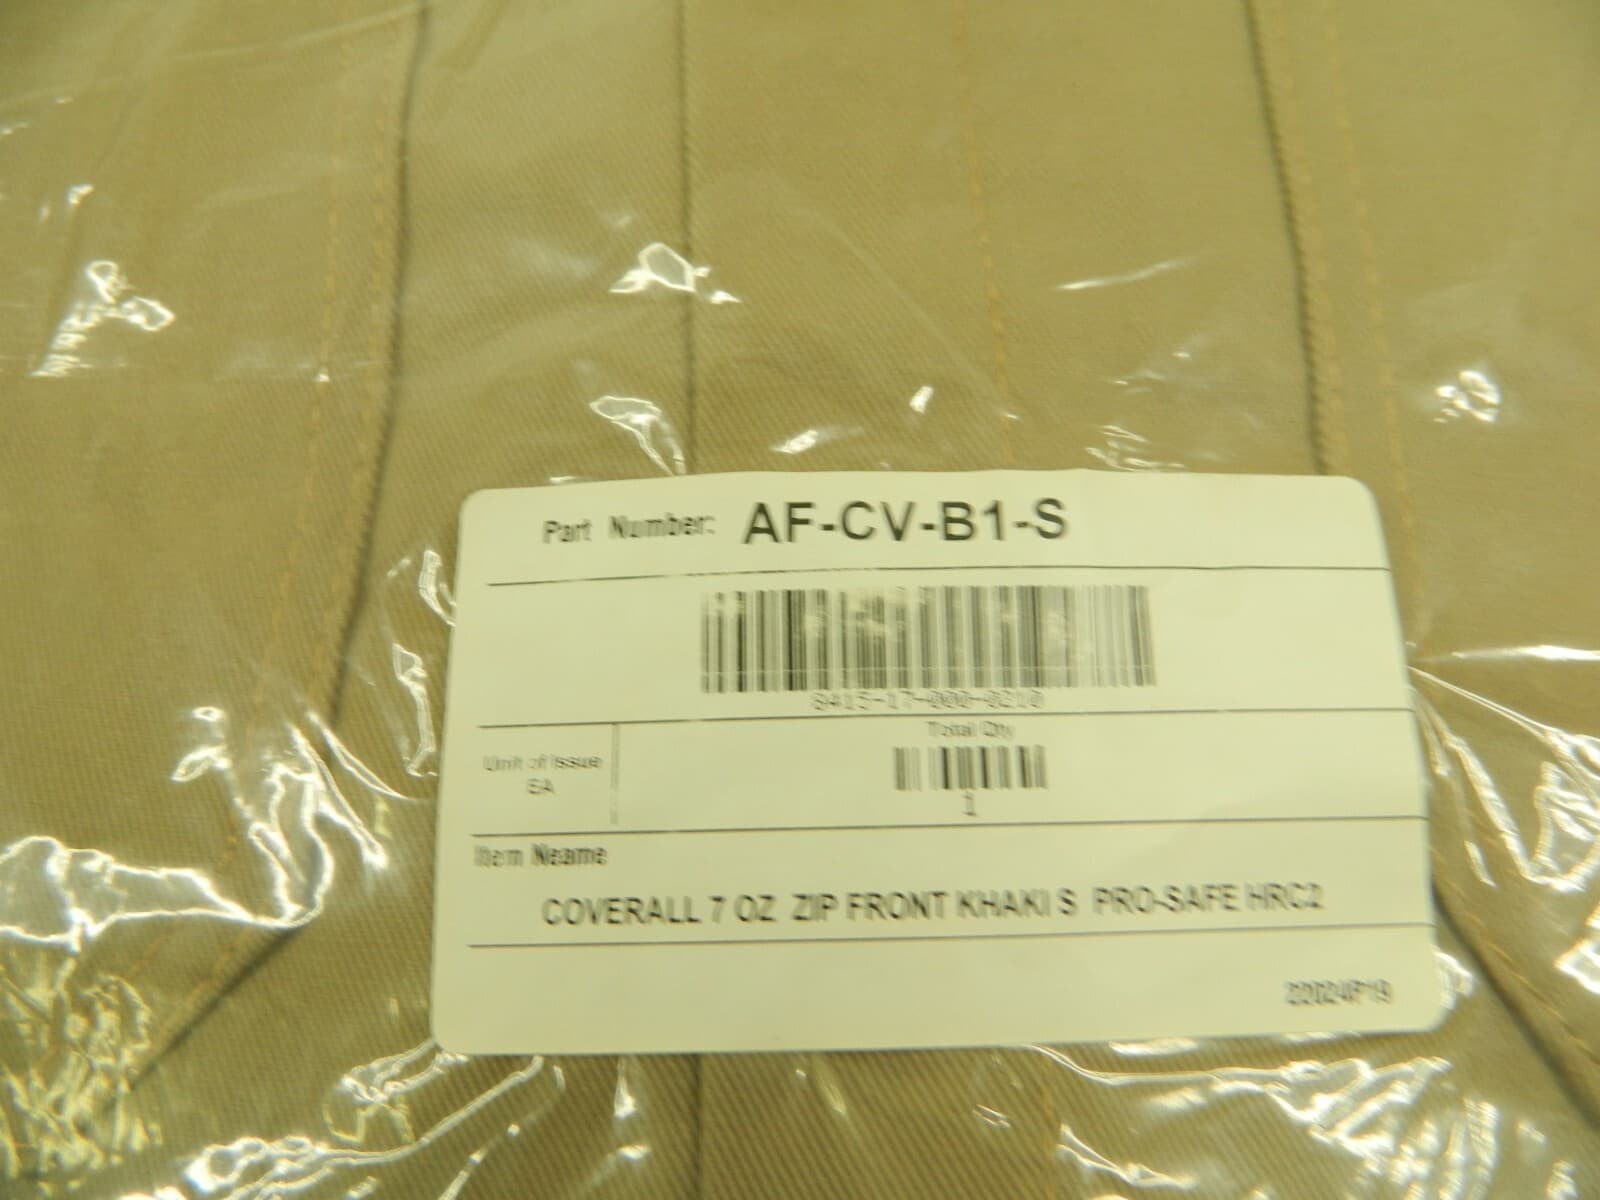 Part Number: AF-CV-B1-S
8415-17-000-0210
Unit of Issue
EA
Total Qty
1
Item Neame
COVERALL 7 OZ ZIP FRONT KHAKI S PRO-SAFE HRC2